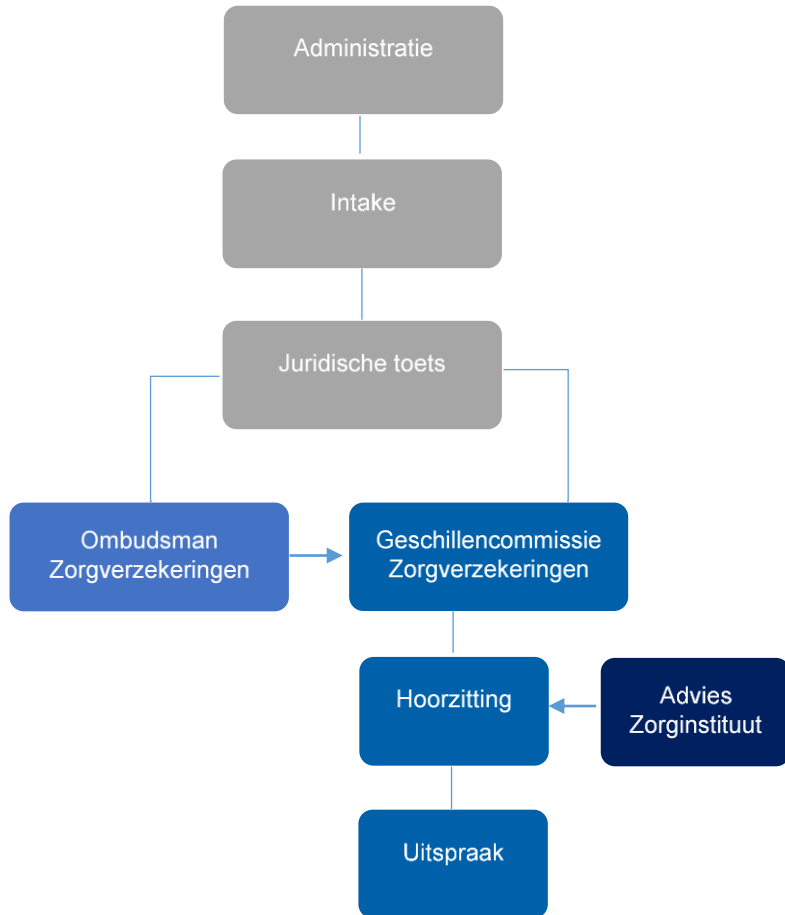 Administratie
Intake
Juridische toets
Ombudsman
Zorgverzekeringen
Geschillencommissie
Zorgverzekeringen
Hoorzitting
Advies
Zorginstituut
Uitspraak